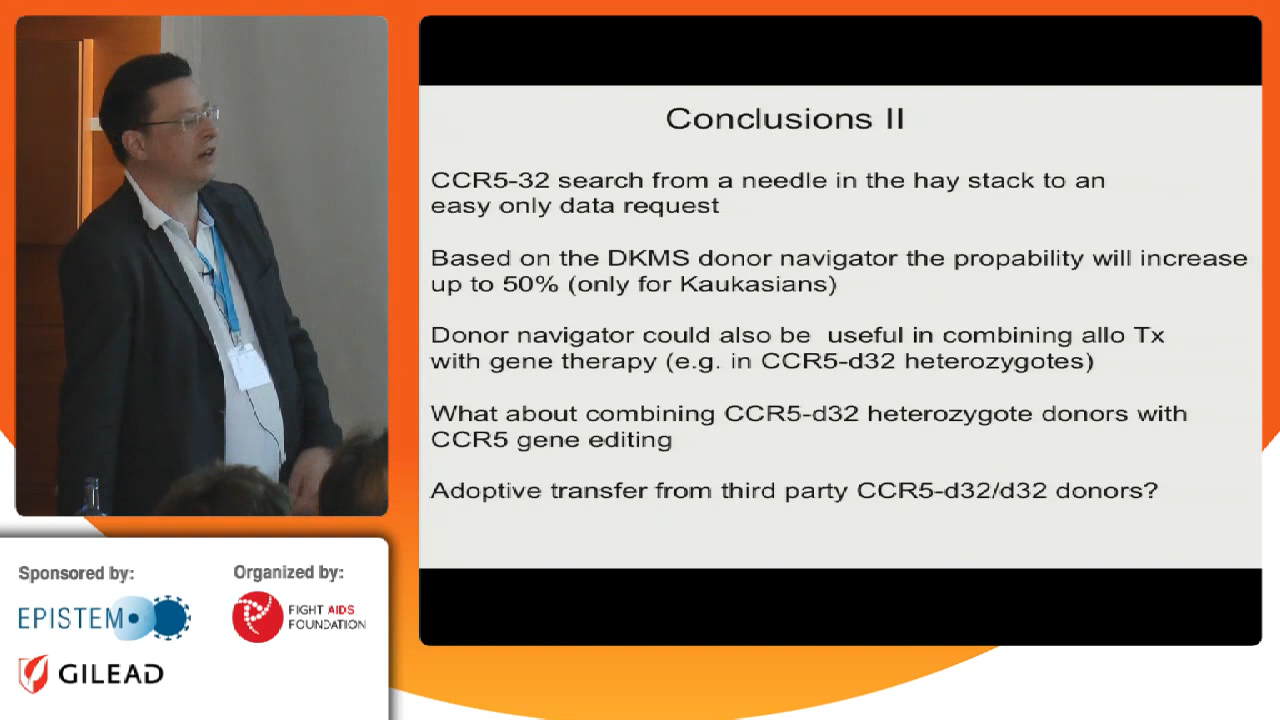 Conclusions II
CCR5-32 search from a needle in the hay stack to an
easy only data request
Based on the DKMS donor navigator the propability will increase
up to 50% (only for Kaukasians)
Donor navigator could also be  useful in combining allo Tx
with gene therapy (e.g. in CCR5-d32 heterozygotes)
What about combining CCR5-d32 heterozygote donors with
CCR5 gene editing
Adoptive transfer from third party CCR5-d32/d32 donors?
Sponsored by:
EPISTEM
GILEAD
Organized by:
FIGHT AIDS
FOUNDATION